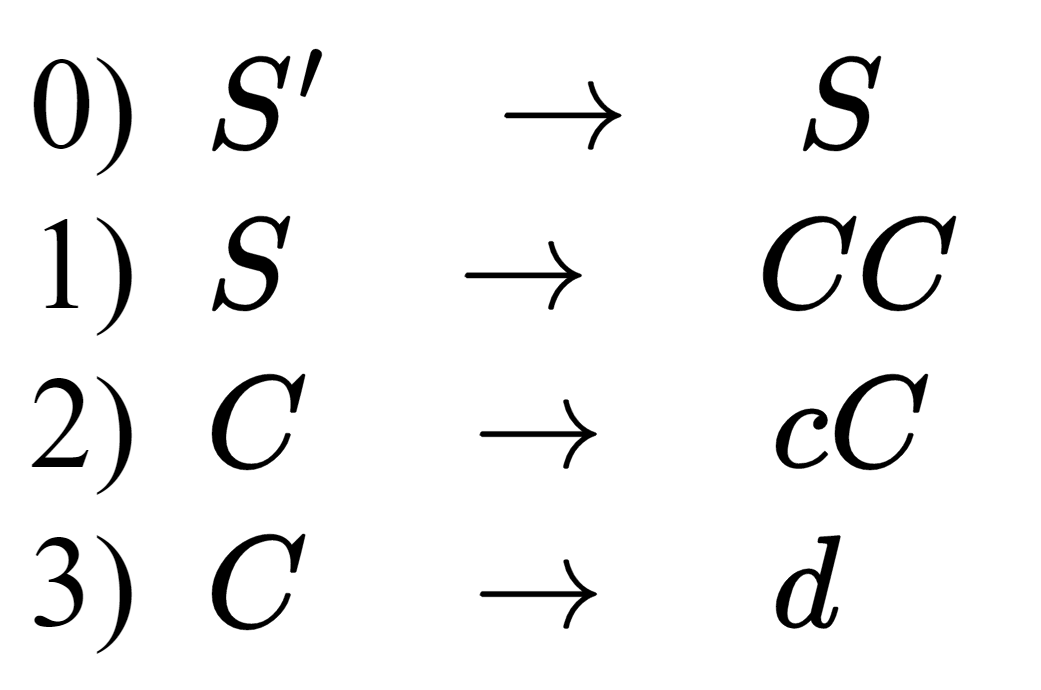 0) S′ → S
1) S → CC
2) C → cC
3) C → d